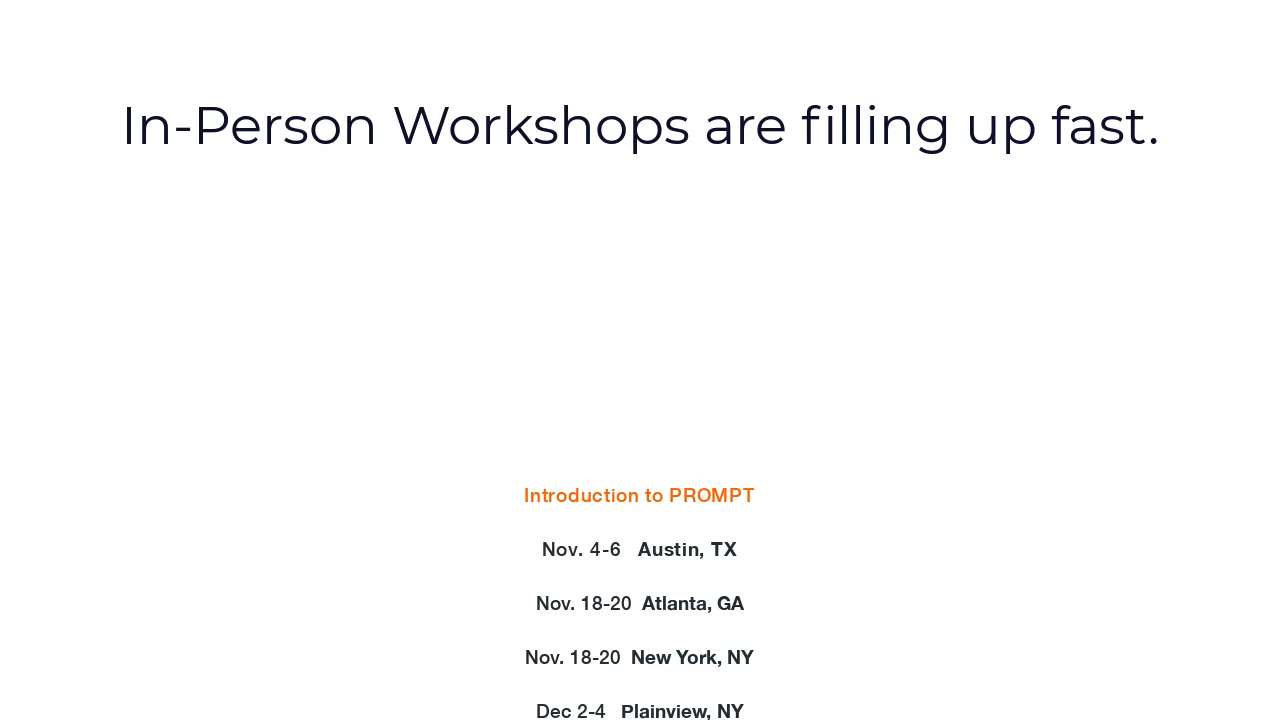 In-Person Workshops are filling up fast.
Introduction to PROMPT
Nov. 4-6 Austin, TX
Nov. 18-20 Atlanta, GA
Nov. 18-20 New York, NY
Dec 2-4 Plainview, NY